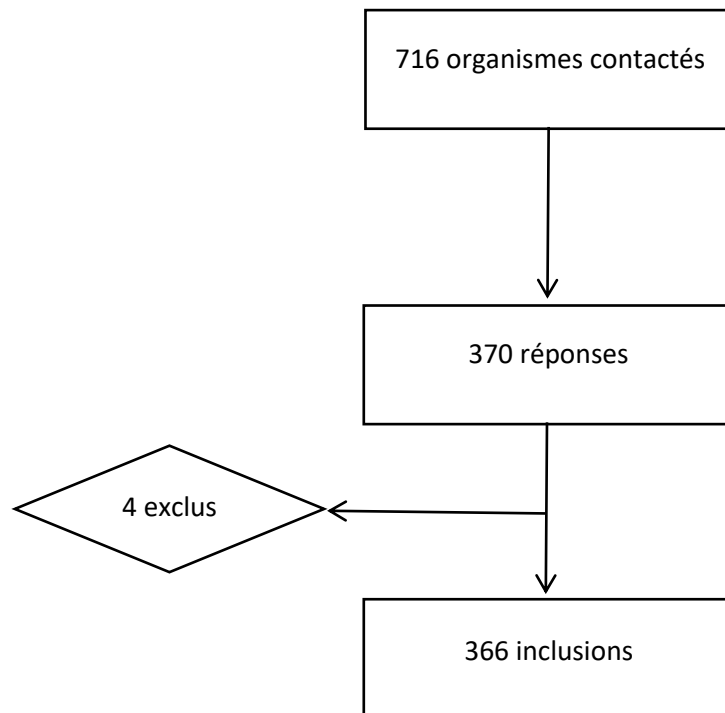 716 organismes contactés
370 réponses
4 exclus
366 inclusions